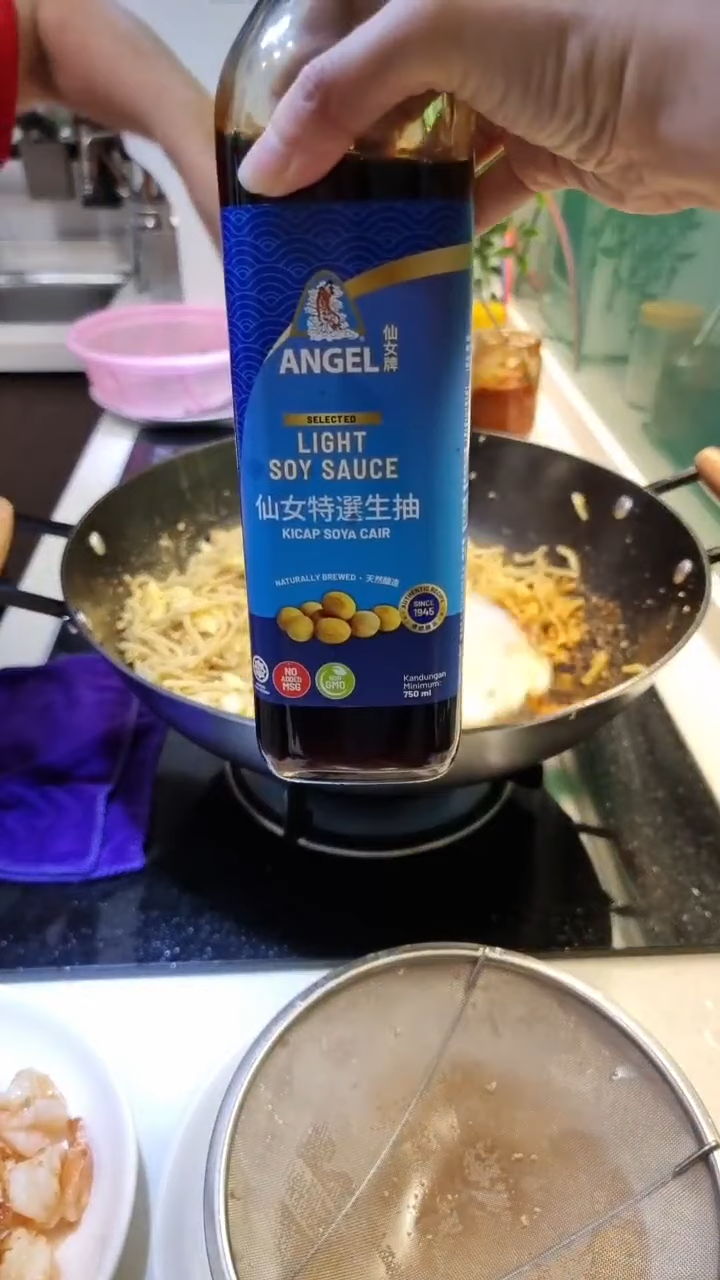 仙女牌
ANGEL
SELECTED
LIGHT
SOY SAUCE
仙女特選生抽
KICAP SOYA CAIR
NATURALLY BREWED • 天然釀造
SINCE
1945
NO
ADDED
MSG
NON
GMO
Kandungan
Minimum:
750 ml